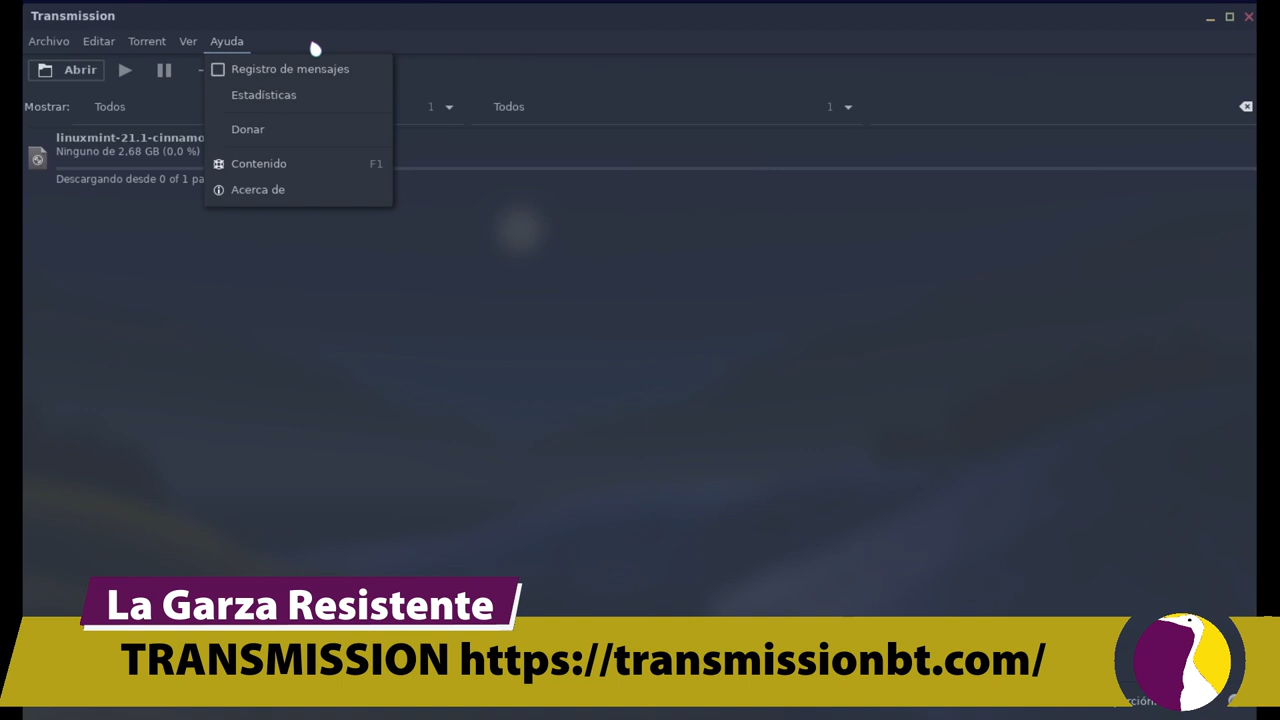 Transmission
Archivo Editar Torrent Ver Ayuda
Abrir
Registro de mensajes
Estadísticas
Donar
Contenido F1
Acerca de
Mostrar: Todos 1 Todos 1
linuxmint-21.1-cinnamo
Ninguno de 2,68 GB (0,0 %)
Descargando desde 0 of 1 pa
La Garza Resistente
TRANSMISSION https://transmissionbt.com/